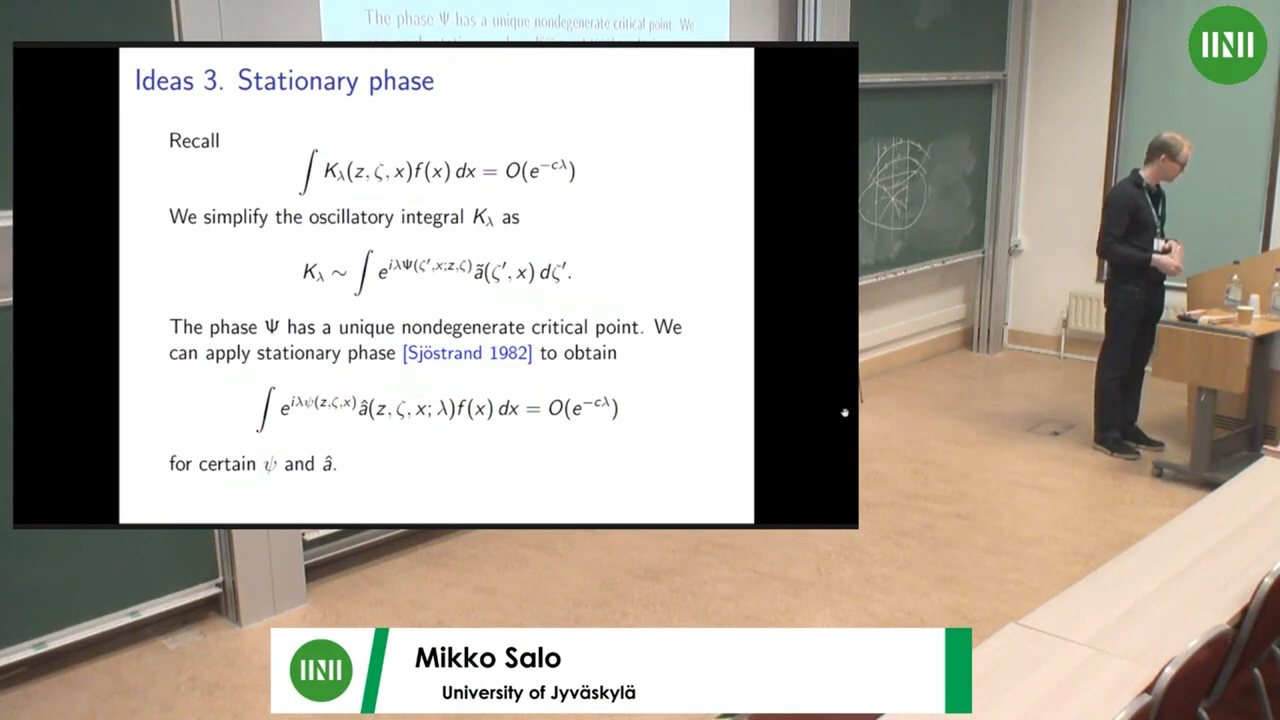 The phase Ψ has a unique nondegenerate critical point. We
INI
Ideas 3. Stationary phase
Recall
∫ K_λ(z, ζ, x)f(x) dx = O(e^{−cλ})
We simplify the oscillatory integral K_λ as
K_λ ∼ ∫ e^{iλΨ(ζ′,x;z,ζ)} ã(ζ′, x) dζ′.
The phase Ψ has a unique nondegenerate critical point. We
can apply stationary phase [Sjöstrand 1982] to obtain
∫ e^{iλψ(z,ζ,x)} â(z, ζ, x; λ)f(x) dx = O(e^{−cλ})
for certain ψ and â.
INI
Mikko Salo
University of Jyväskylä